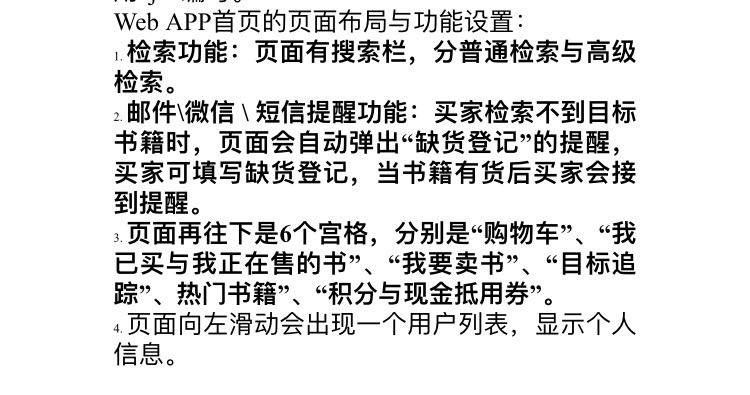 Web APP首页的页面布局与功能设置：
1. 检索功能：页面有搜索栏，分普通检索与高级
检索。
2. 邮件\微信 \ 短信提醒功能：买家检索不到目标
书籍时，页面会自动弹出“缺货登记”的提醒，
买家可填写缺货登记，当书籍有货后买家会接
到提醒。
3. 页面再往下是6个宫格，分别是“购物车”、“我
已买与我正在售的书”、“我要卖书”、“目标追
踪”、热门书籍”、“积分与现金抵用券”。
4. 页面向左滑动会出现一个用户列表，显示个人
信息。